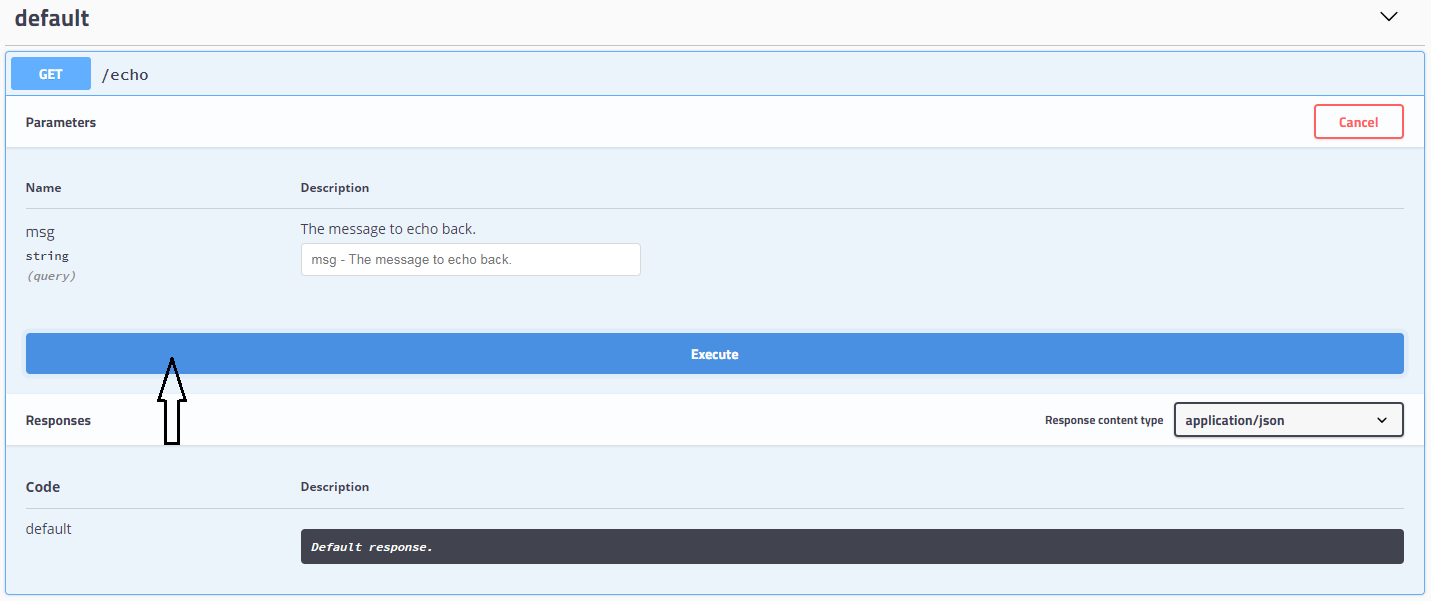 default
GET /echo
Parameters Cancel
Name Description
msg The message to echo back.
string msg - The message to echo back.
(query)
Execute
Responses Response content type application/json
Code Description
default Default response.